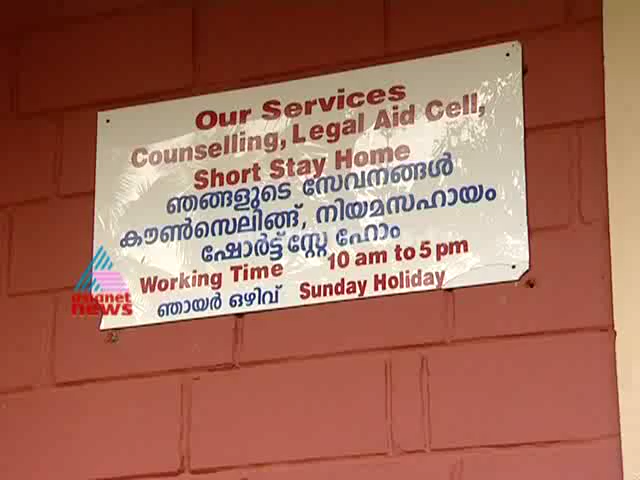 Our Services
Counselling, Legal Aid Cell,
Short Stay Home
ഞങ്ങളുടെ സേവനങ്ങൾ
കൗൺസെലിങ്ങ്, നിയമസഹായം
ഷോർട്ട് സ്റ്റേ ഹോം
Working Time 10 am to 5 pm
ഞായർ ഒഴിവ് Sunday Holiday
asianet
news